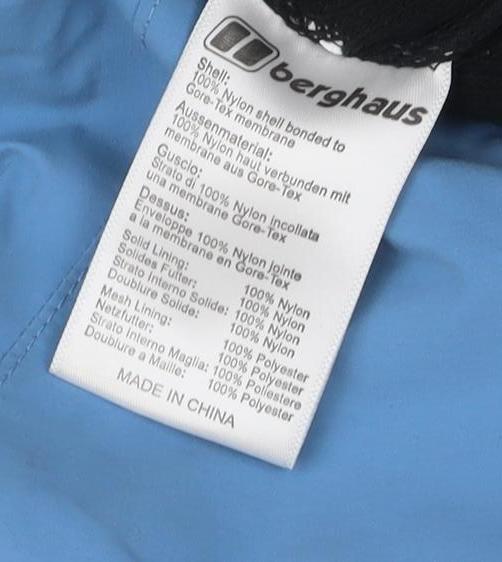 berghaus
Shell:
100% Nylon shell bonded to
Gore-Tex membrane
Aussenmaterial:
100% Nylon haut verbunden mit
membrane aus Gore-Tex
Guscio:
Strato di 100% Nylon incollata
una membrane Gore-Tex
Dessus:
Enveloppe 100% Nylon jointe
a la membrane en Gore-Tex
Solid Lining: 100% Nylon
Solides Futter: 100% Nylon
Strato Interno Solide: 100% Nylon
Doublure Solide: 100% Nylon
Mesh Lining: 100% Polyester
Netzfutter: 100% Polyester
Strato Interno Maglia: 100% Poliestere
Doublure a Maille: 100% Polyester
MADE IN CHINA